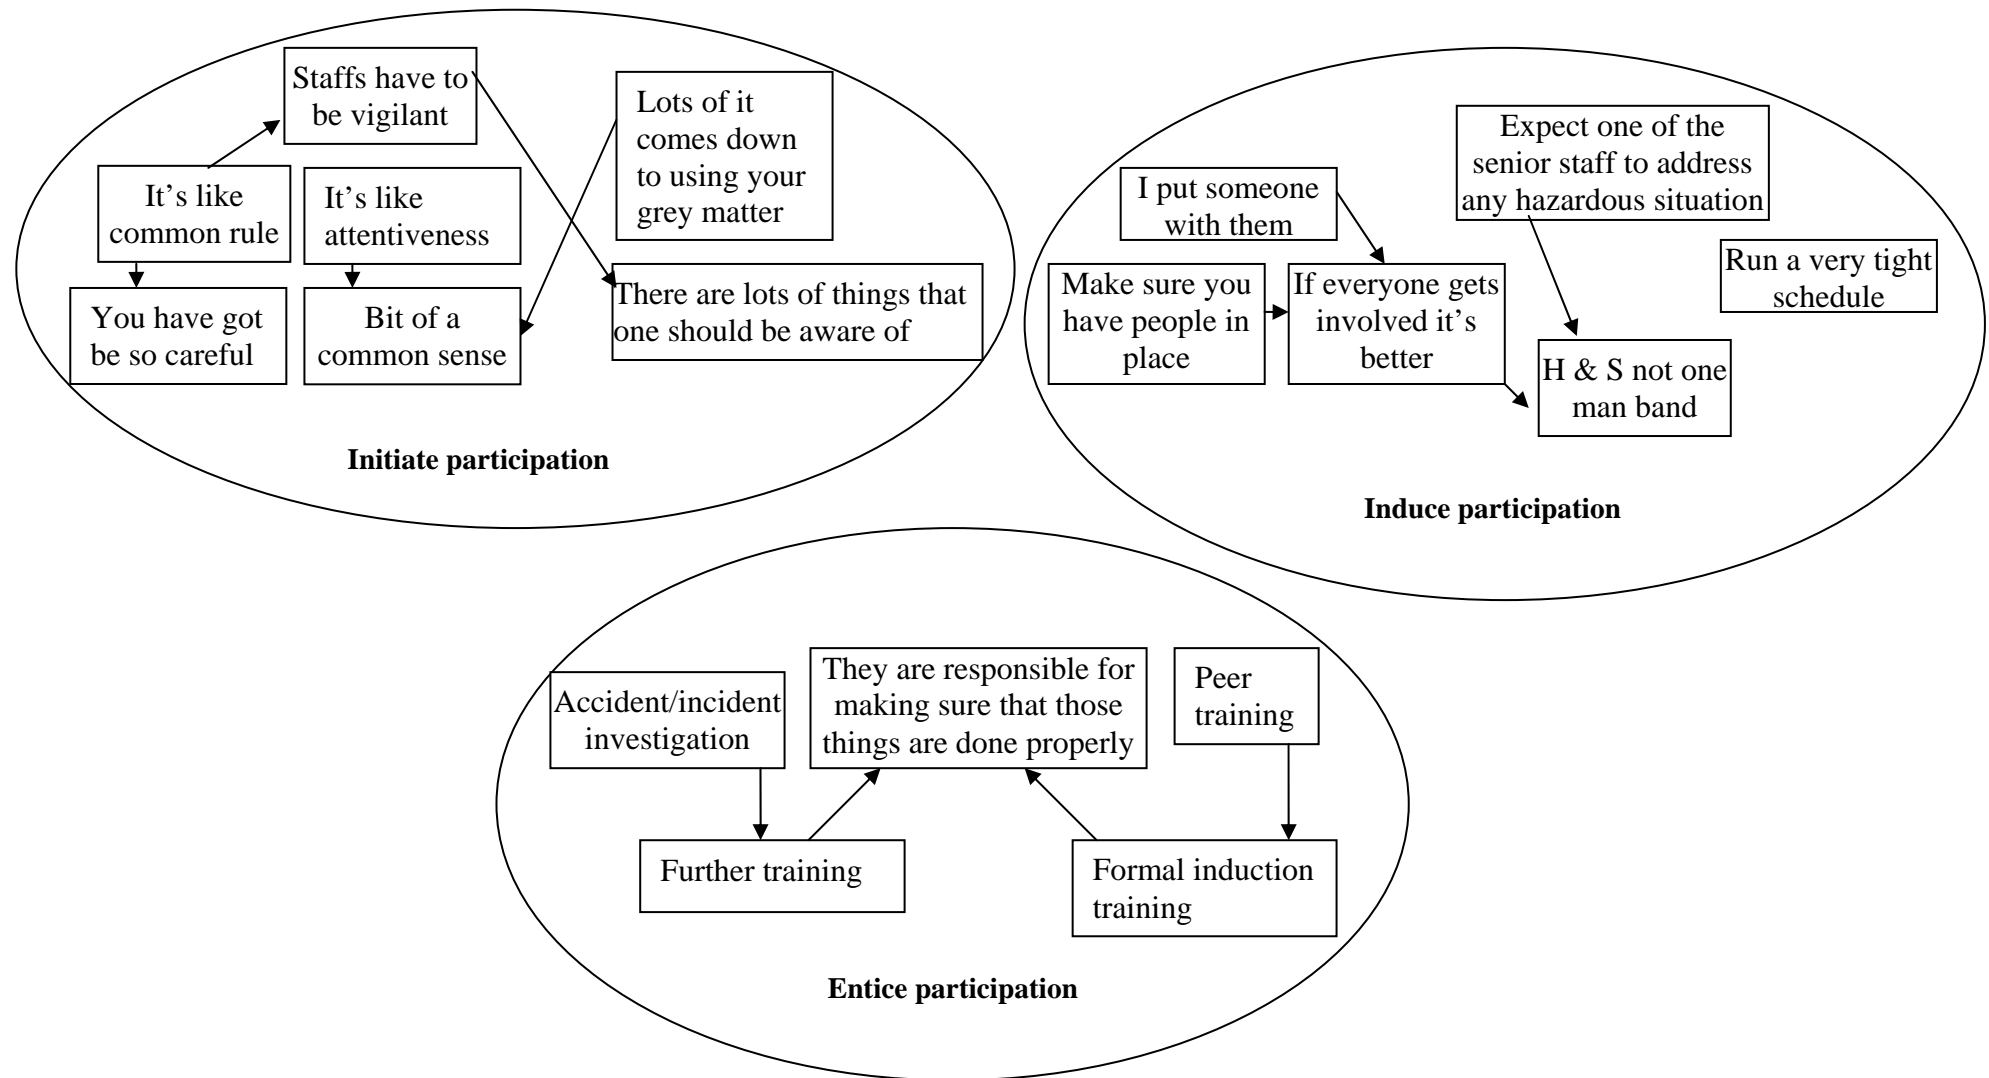 Staffs have to
be vigilant
Lots of it
comes down
to using your
grey matter
It’s like
common rule
It’s like
attentiveness
You have got
be so careful
Bit of a
common sense
There are lots of things that
one should be aware of
Initiate participation
Expect one of the
senior staff to address
any hazardous situation
I put someone
with them
Run a very tight
schedule
Make sure you
have people in
place
If everyone gets
involved it’s
better
H & S not one
man band
Induce participation
Accident/incident
investigation
They are responsible for
making sure that those
things are done properly
Peer
training
Further training
Formal induction
training
Entice participation